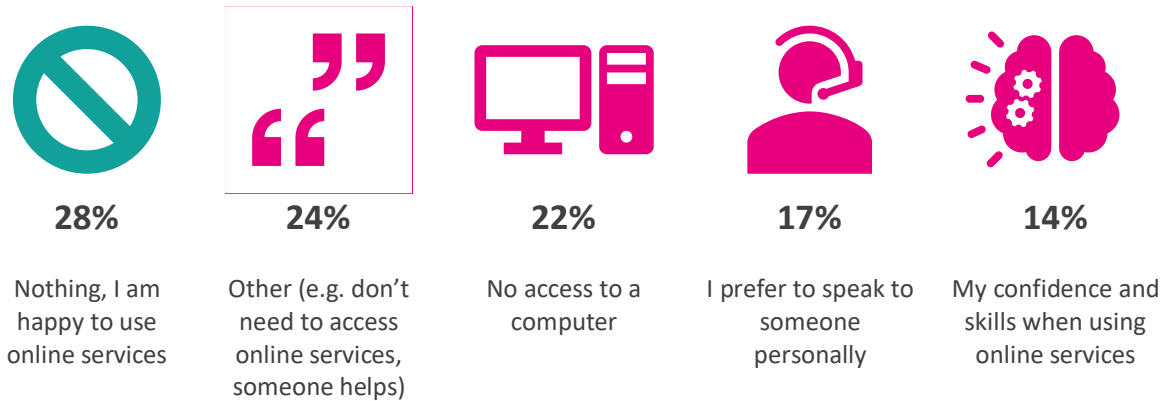 28%
Nothing, I am
happy to use
online services
24%
Other (e.g. don’t
need to access
online services,
someone helps)
22%
No access to a
computer
17%
I prefer to speak to
someone
personally
14%
My confidence and
skills when using
online services